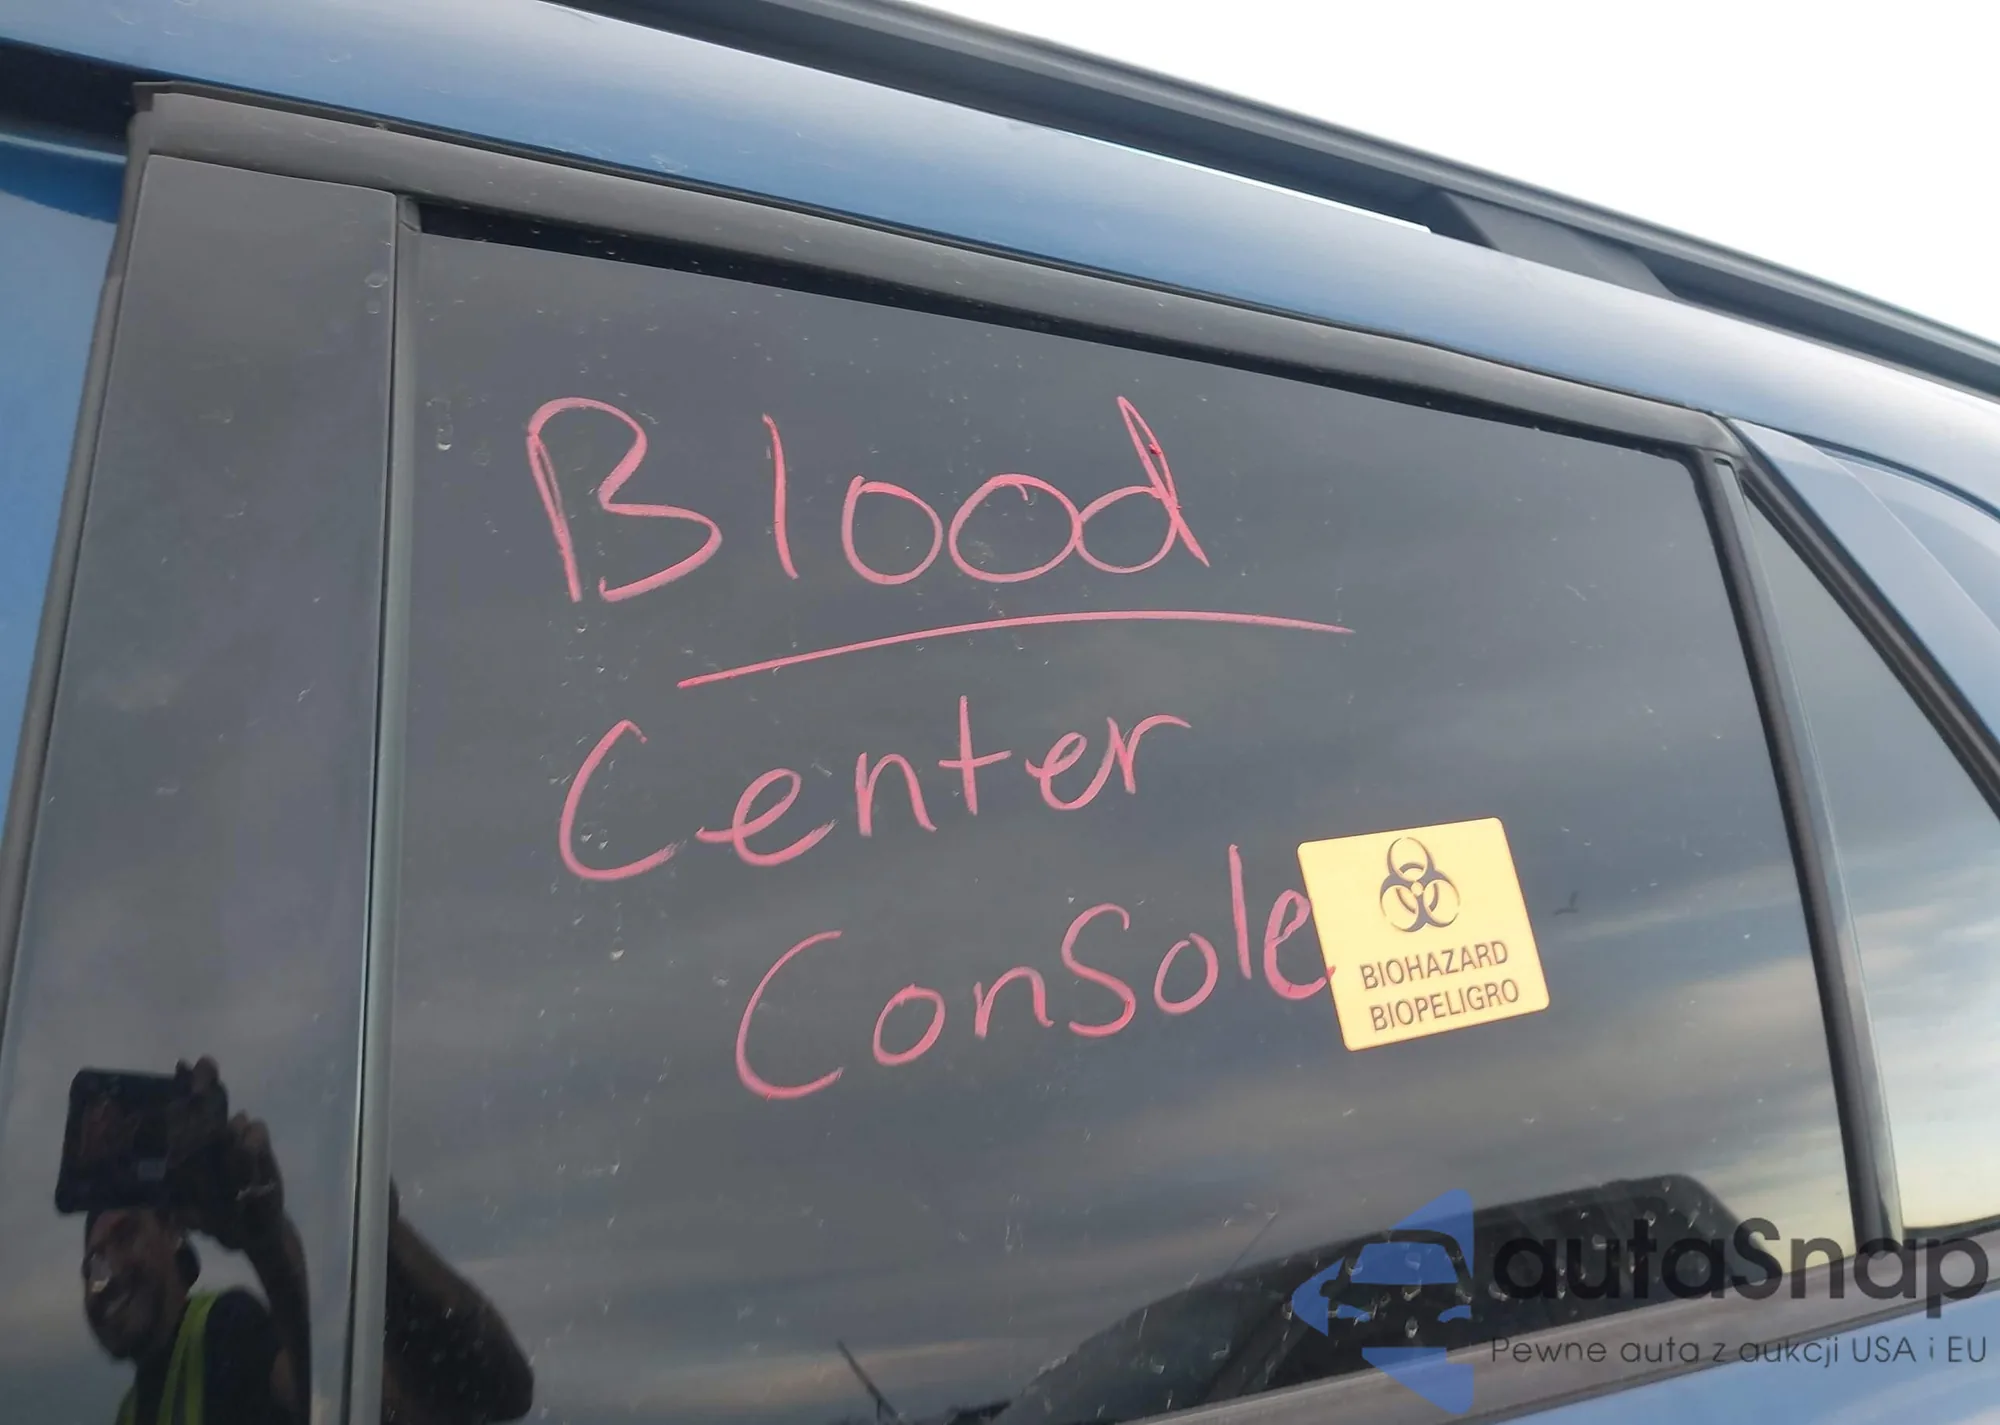 Blood
Center
Console
BIOHAZARD
BIOPELIGRO
autaSnap
Pewne auta z aukcji USA i EU